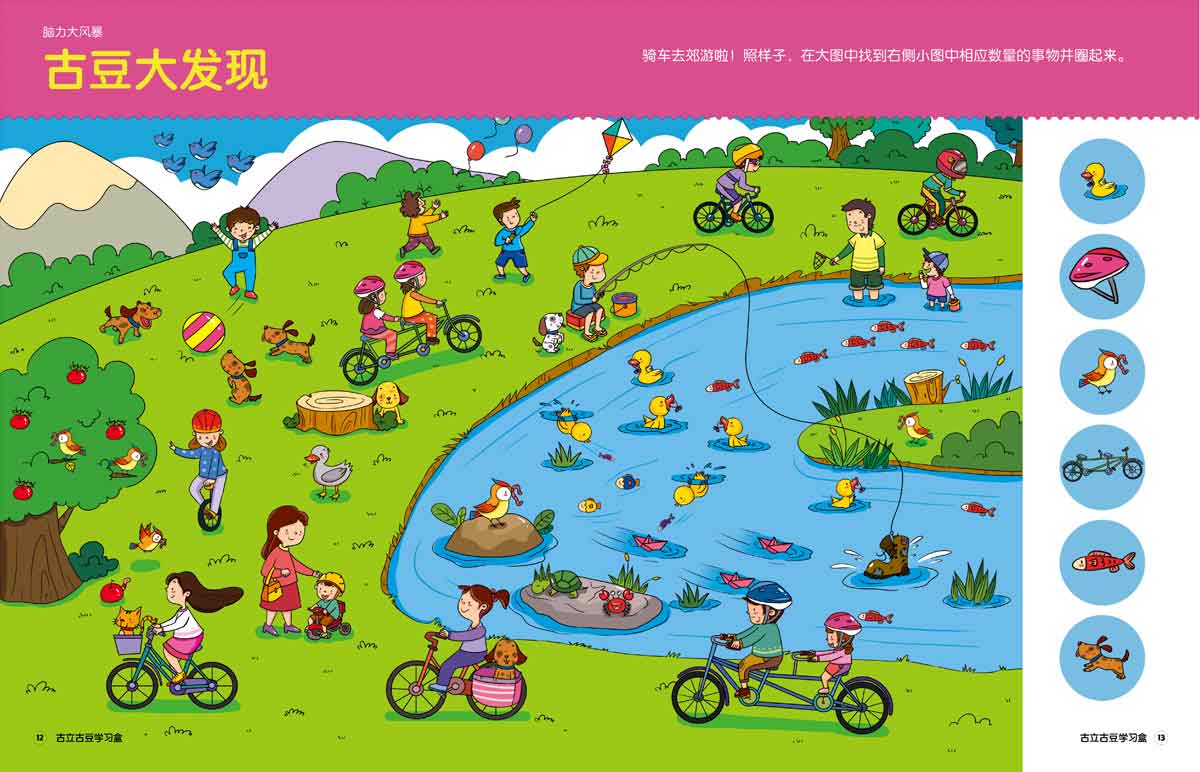 脑力大风暴
古豆大发现
骑车去郊游啦！照样子，在大图中找到右侧小图中相应数量的事物并圈起来。
12 古立古豆学习盒
古立古豆学习盒 13